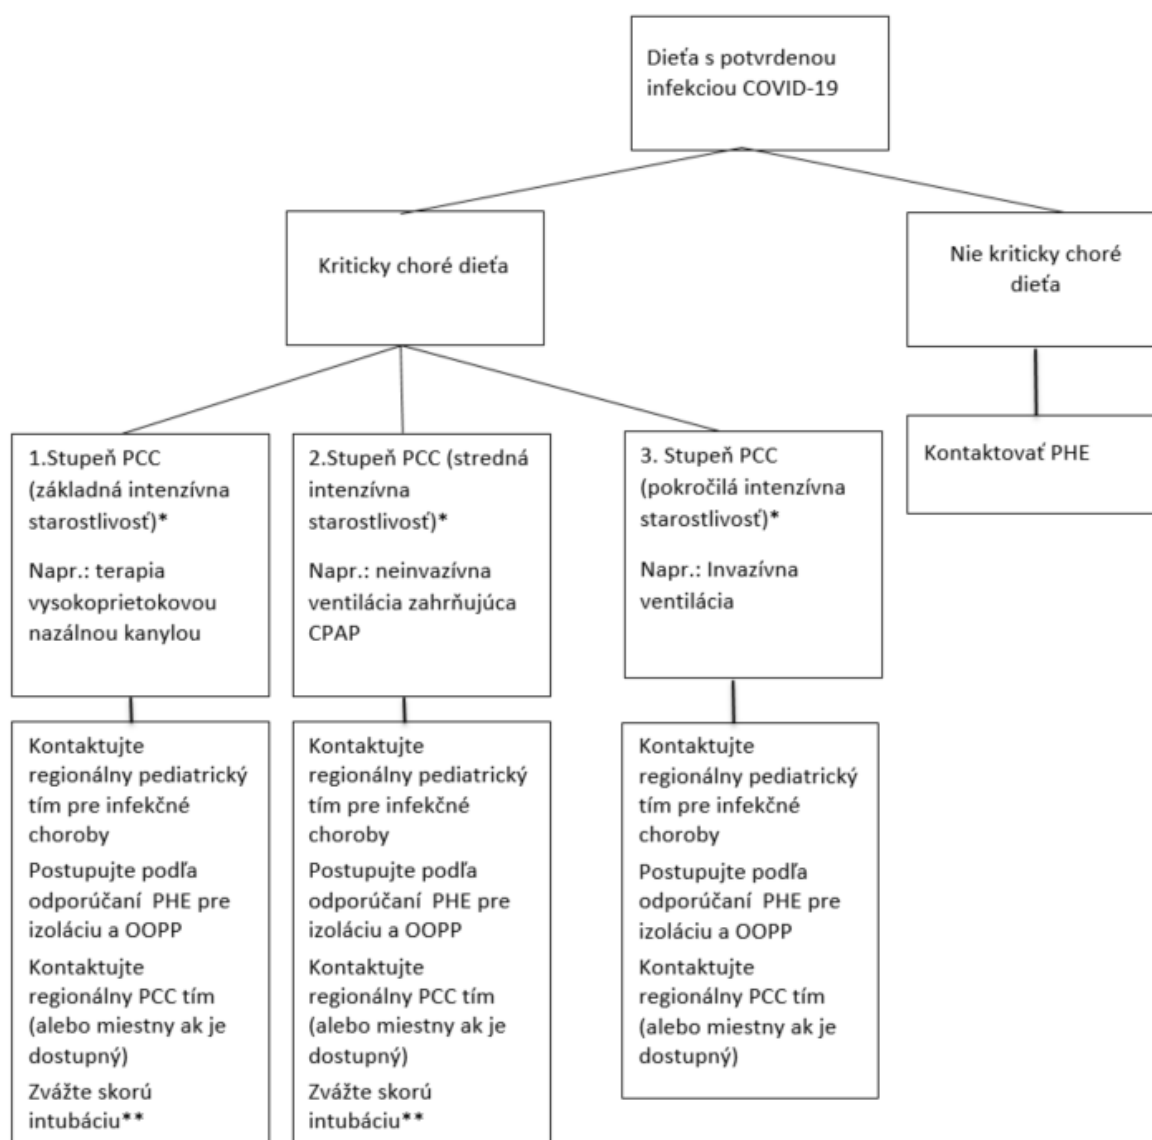 Dieťa s potvrdenou
infekciou COVID-19
Kriticky choré dieťa
Nie kriticky choré
dieťa
1.Stupeň PCC
(základná intenzívna
starostlivosť)*
Napr.: terapia
vysokoprietokovou
nazálnou kanylou
2.Stupeň PCC (stredná
intenzívna
starostlivosť)*
Napr.: neinvazívna
ventilácia zahrňujúca
CPAP
3. Stupeň PCC
(pokročilá intenzívna
starostlivosť)*
Napr.: Invazívna
ventilácia
Kontaktovať PHE
Kontaktujte
regionálny pediatrický
tím pre infekčné
choroby
Postupujte podľa
odporúčaní PHE pre
izoláciu a OOPP
Kontaktujte
regionálny PCC tím
(alebo miestny ak je
dostupný)
Zvážte skorú
intubáciu**
Kontaktujte
regionálny pediatrický
tím pre infekčné
choroby
Postupujte podľa
odporúčaní PHE pre
izoláciu a OOPP
Kontaktujte
regionálny PCC tím
(alebo miestny ak je
dostupný)
Zvážte skorú
intubáciu**
Kontaktujte
regionálny pediatrický
tím pre infekčné
choroby
Postupujte podľa
odporúčaní PHE pre
izoláciu a OOPP
Kontaktujte
regionálny PCC tím
(alebo miestny ak je
dostupný)